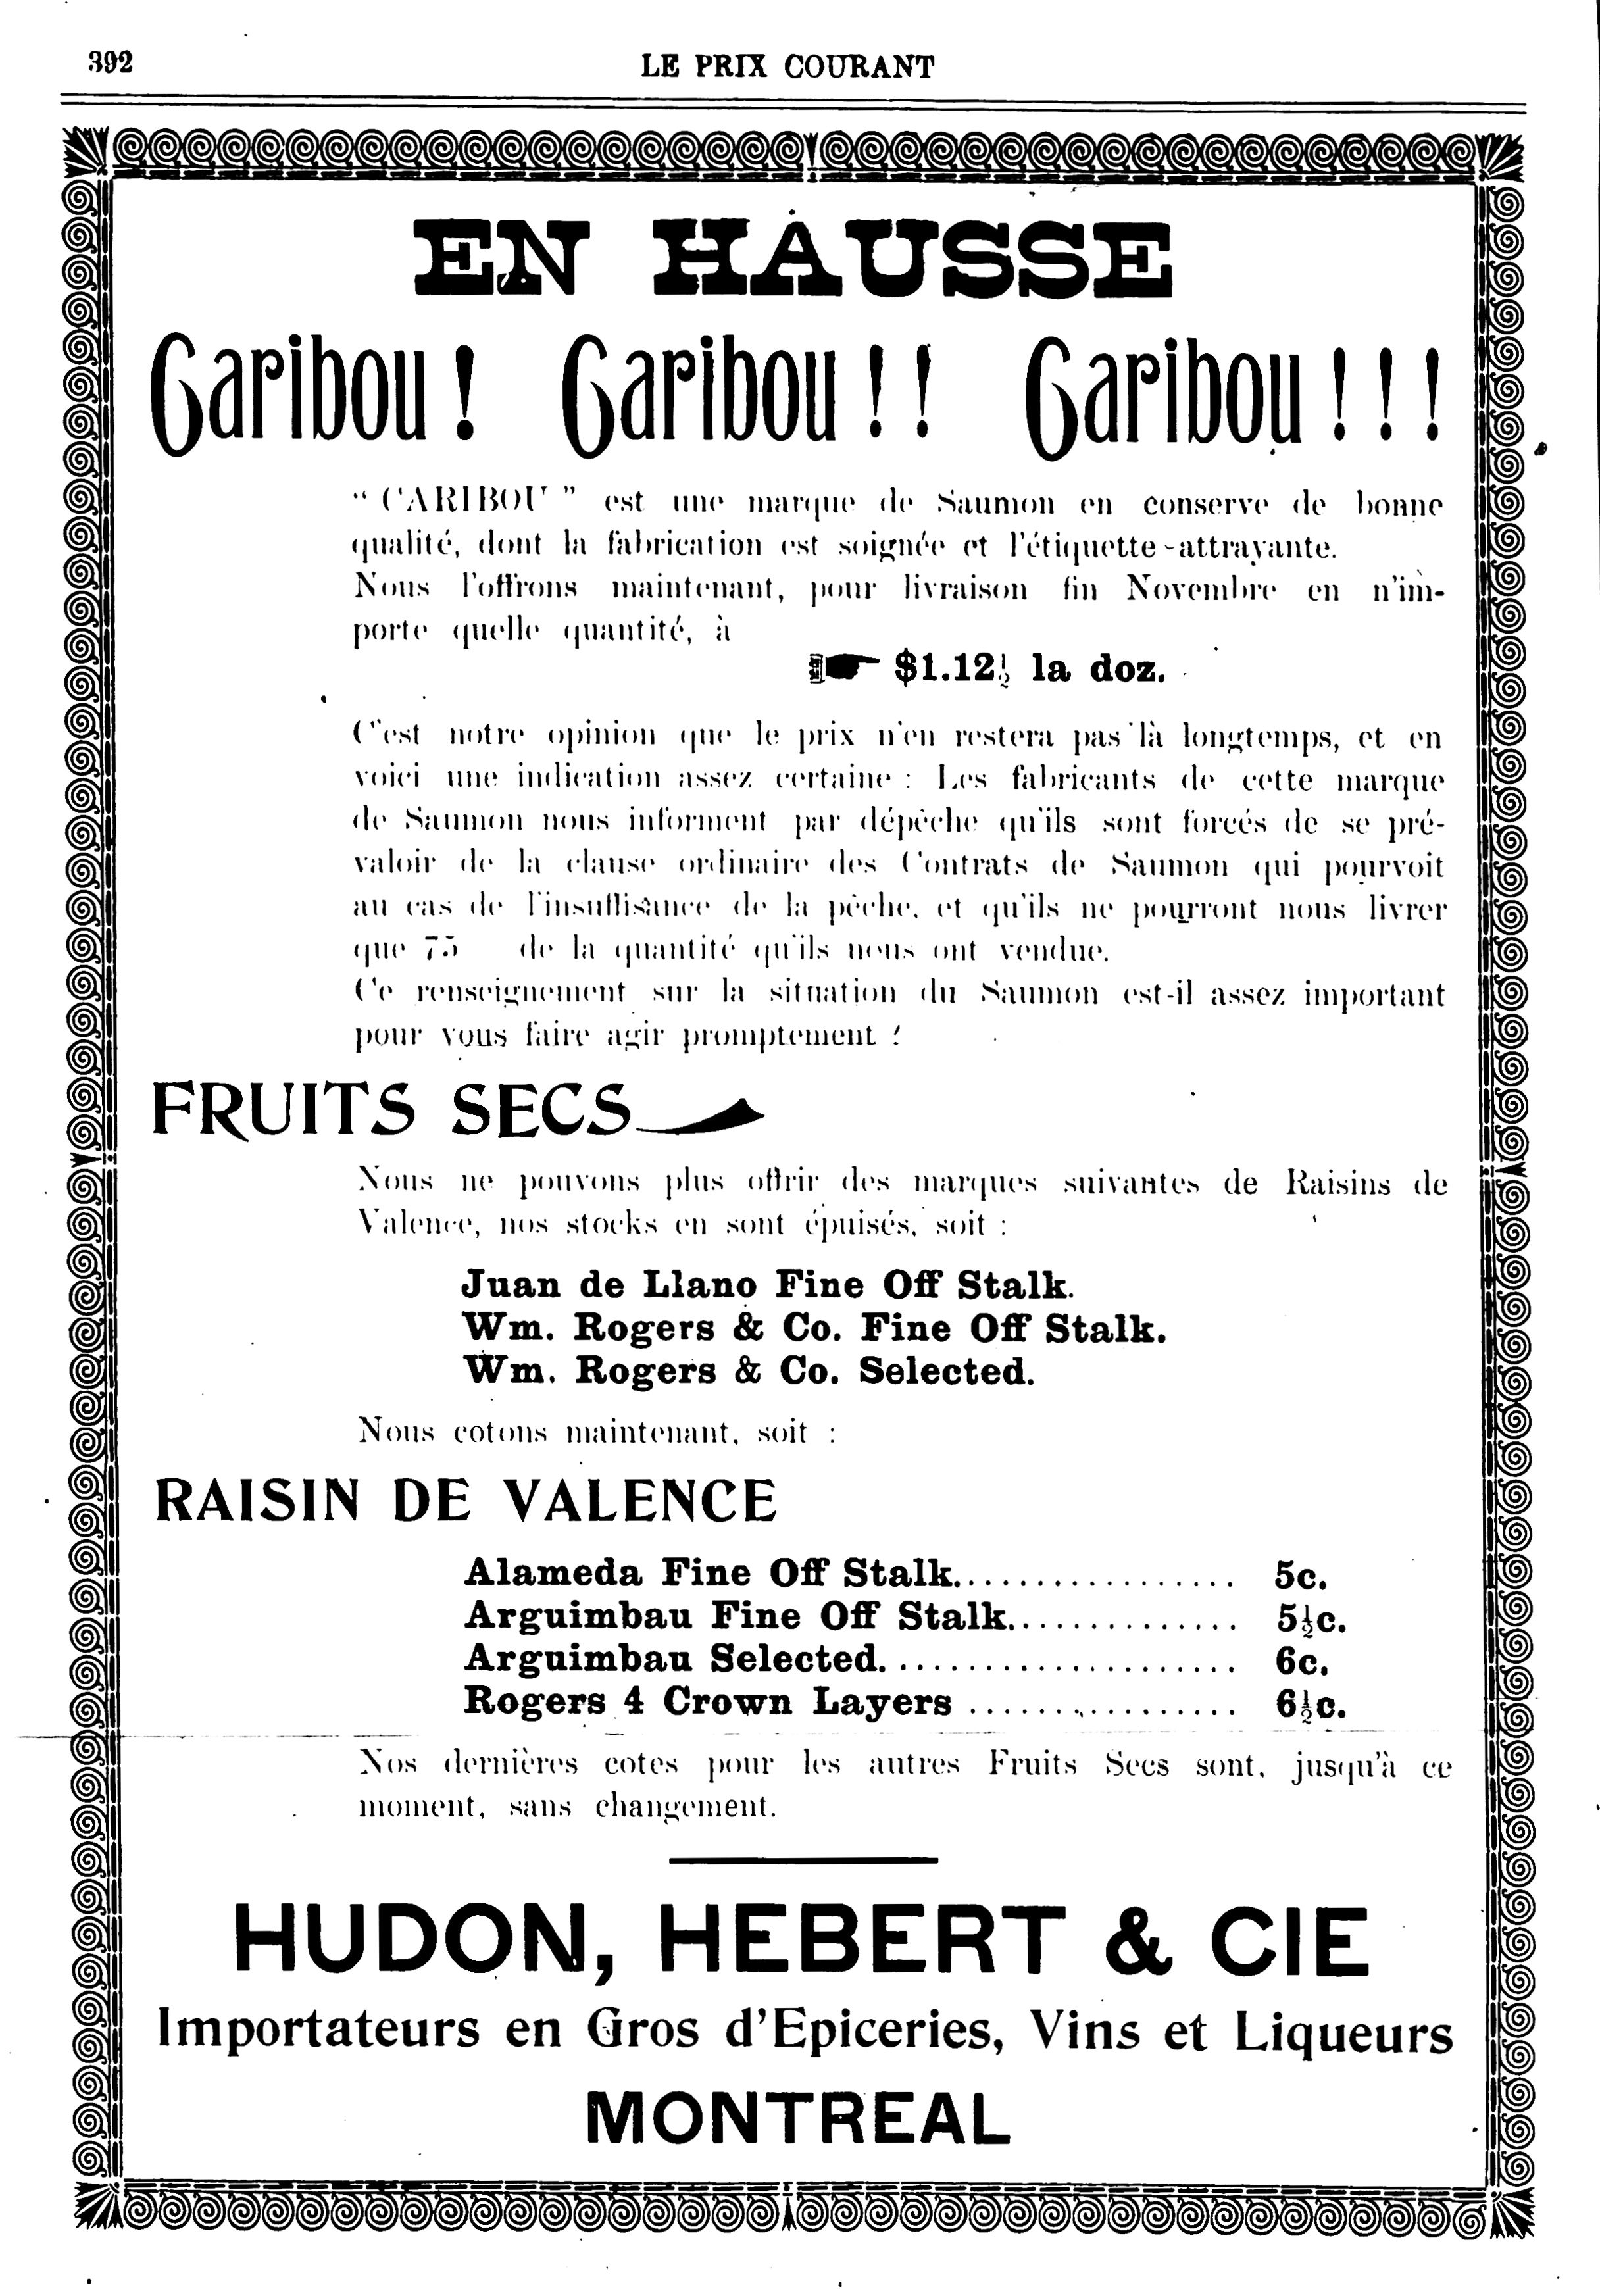 392
LE PRIX COURANT
EN HAUSSE
Caribou ! Caribou ! ! Caribou ! ! !
“ CARIBOU ” est une marque de Saumon en conserve de bonne
qualité, dont la fabrication est soignée et l'étiquette attrayante.
Nous l'offrons maintenant, pour livraison fin Novembre en n'im-
porte quelle quantité, à
☛ $1.12½ la doz.
C'est notre opinion que le prix n'en restera pas là longtemps, et en
voici une indication assez certaine : Les fabricants de cette marque
de Saumon nous informent par dépêche qu'ils sont forcés de se pré-
valoir de la clause ordinaire des Contrats de Saumon qui pourvoit
au cas de l'insuffisance de la pêche, et qu'ils ne pourront nous livrer
que 75 de la quantité qu'ils nous ont vendue.
Ce renseignement sur la situation du Saumon est-il assez important
pour vous faire agir promptement ?
FRUITS SECS
Nous ne pouvons plus offrir des marques suivantes de Raisins de
Valence, nos stocks en sont épuisés, soit :
Juan de Llano Fine Off Stalk.
Wm. Rogers & Co. Fine Off Stalk.
Wm. Rogers & Co. Selected.
Nous cotons maintenant, soit :
RAISIN DE VALENCE
Alameda Fine Off Stalk................. 5c.
Arguimbau Fine Off Stalk.............. 5½c.
Arguimbau Selected..................... 6c.
Rogers 4 Crown Layers ................ 6½c.
Nos dernières cotes pour les autres Fruits Secs sont, jusqu'à ce
moment, sans changement.
HUDON, HEBERT & CIE
Importateurs en Gros d'Epiceries, Vins et Liqueurs
MONTREAL